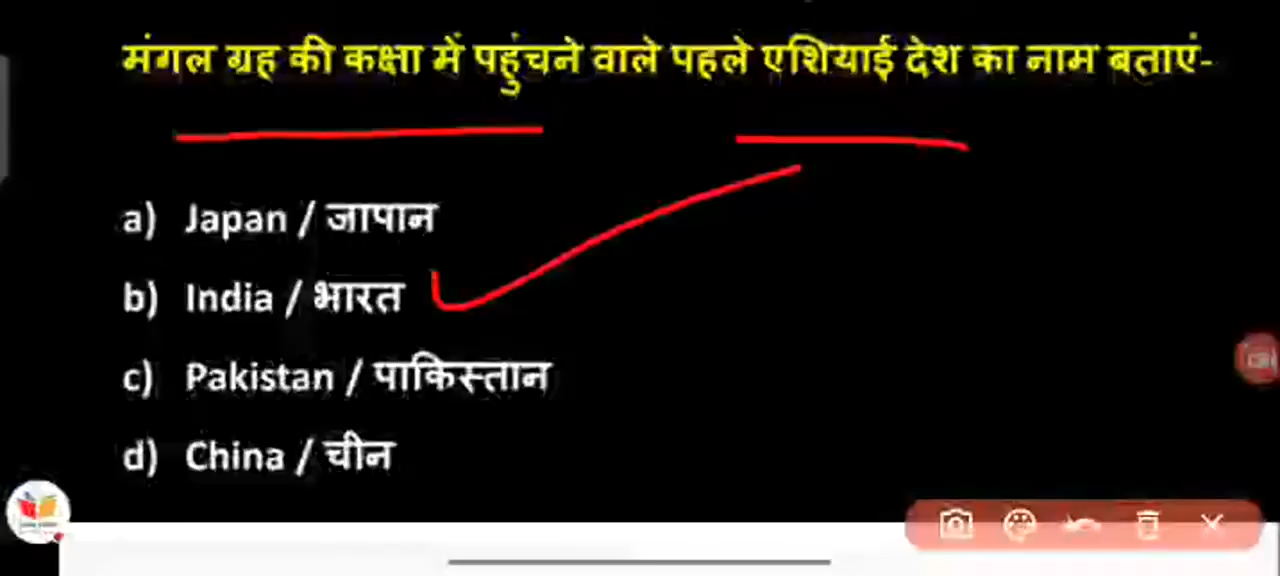 मंगल ग्रह की कक्षा में पहुंचने वाले पहले एशियाई देश का नाम बताएं-
a) Japan / जापान
b) India / भारत
c) Pakistan / पाकिस्तान
d) China / चीन